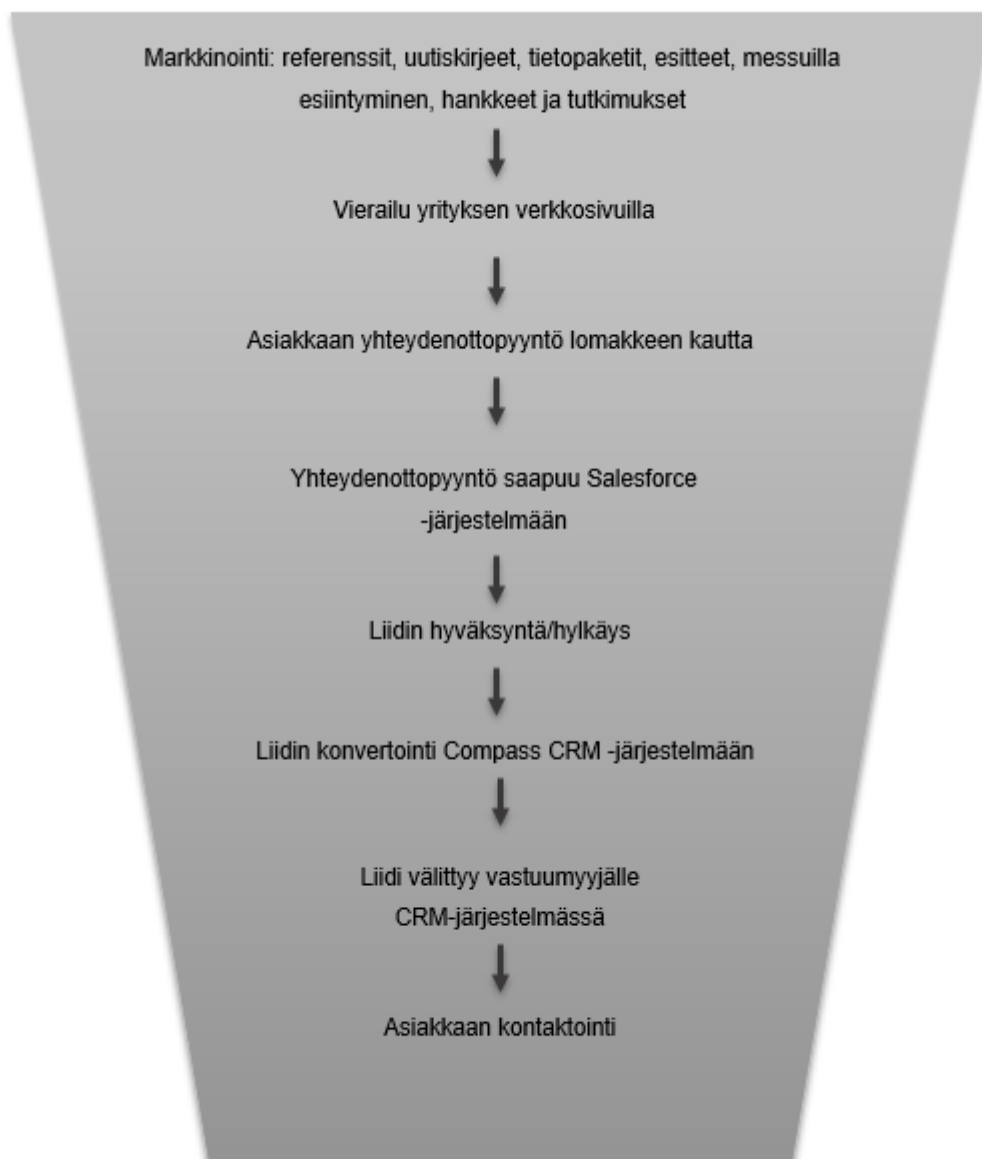 Markkinointi: referenssit, uutiskirjeet, tietopaketit, esitteet, messuilla
esiintyminen, hankkeet ja tutkimukset
Vierailu yrityksen verkkosivuilla
Asiakkaan yhteydenottopyyntö lomakkeen kautta
Yhteydenottopyyntö saapuu Salesforce
-järjestelmään
Liidin hyväksyntä/hylkäys
Liidin konvertointi Compass CRM -järjestelmään
Liidi välittyy vastuumyyjälle
CRM-järjestelmässä
Asiakkaan kontaktointi